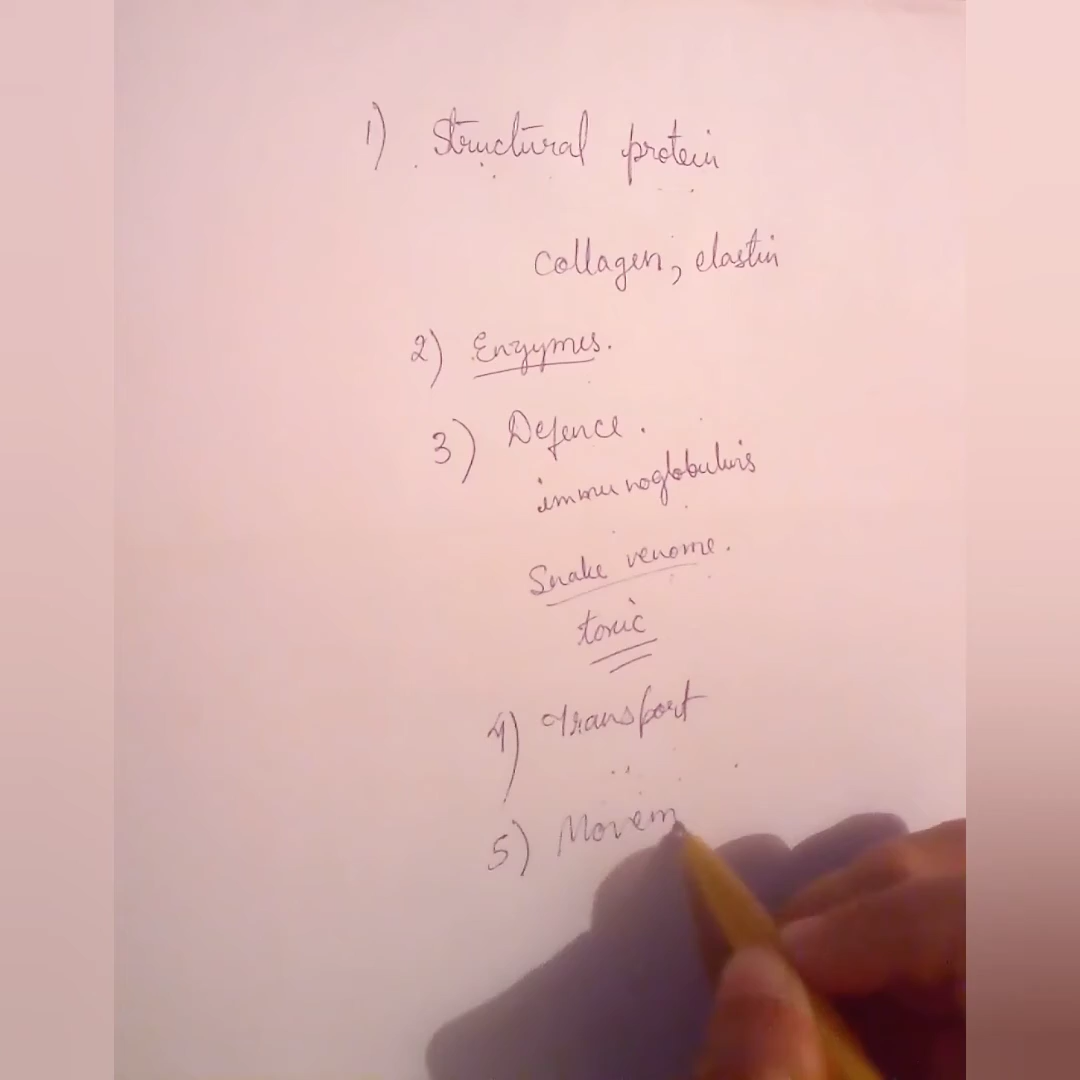 1) Structural protein
collagen, elastin
2) Enzymes.
3) Defence.
immunoglobulins
Snake venome.
toxic
4) Transport
5) Movem